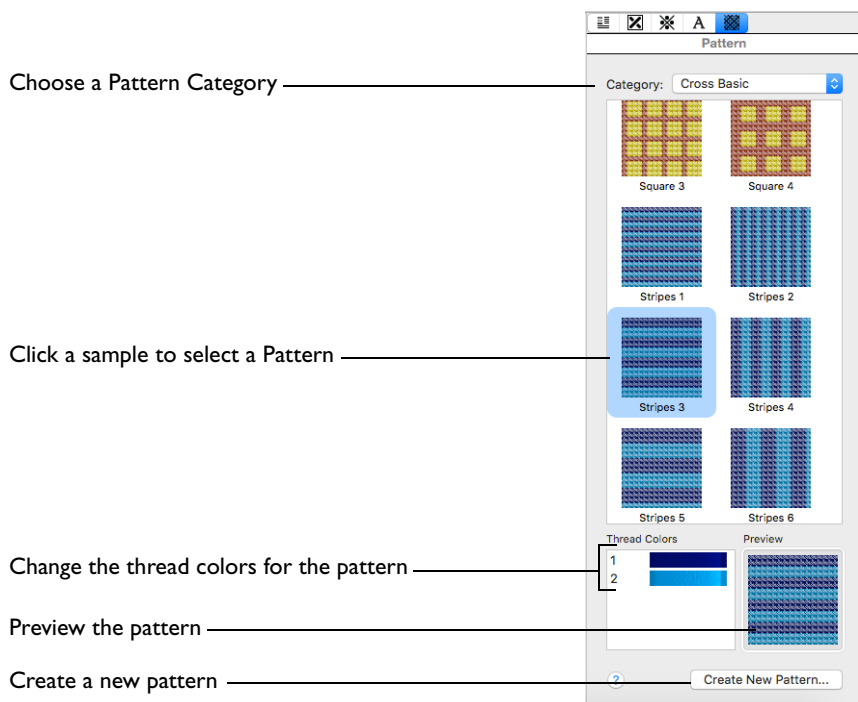 A
Pattern
Choose a Pattern Category
Category: Cross Basic
Square 3 Square 4
Stripes 1 Stripes 2
Click a sample to select a Pattern
Stripes 3 Stripes 4
Stripes 5 Stripes 6
Thread Colors Preview
Change the thread colors for the pattern
1
2
Preview the pattern
Create a new pattern
? Create New Pattern...